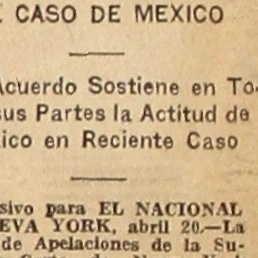 CASO DE MEXICO
Acuerdo Sostiene en To-
sus Partes la Actitud de
ico en Reciente Caso
sivo para EL NACIONAL
EVA YORK, abril 20.—La
de Apelaciones de la Su-